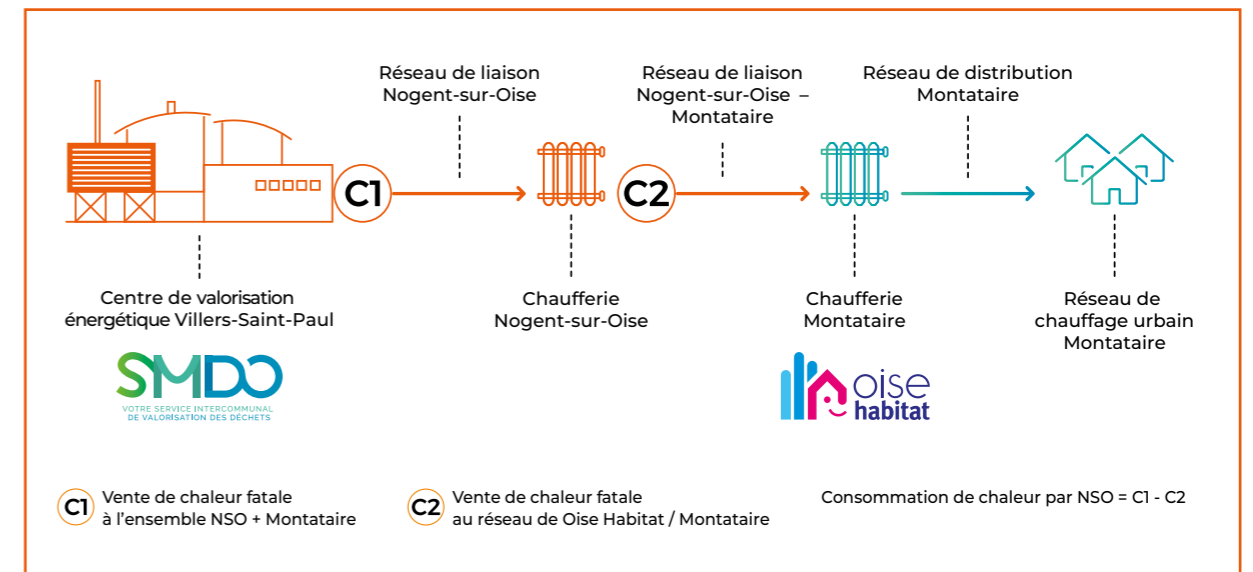 Réseau de liaison
Nogent-sur-Oise
Réseau de liaison
Nogent-sur-Oise –
Montataire
Réseau de distribution
Montataire
C1
C2
Centre de valorisation
énergétique Villers-Saint-Paul
Chaufferie
Nogent-sur-Oise
Chaufferie
Montataire
Réseau de
chauffage urbain
Montataire
SMDO
VOTRE SERVICE INTERCOMMUNAL
DE VALORISATION DES DÉCHETS
oise
habitat
C1 Vente de chaleur fatale
à l’ensemble NSO + Montataire
C2 Vente de chaleur fatale
au réseau de Oise Habitat / Montataire
Consommation de chaleur par NSO = C1 - C2